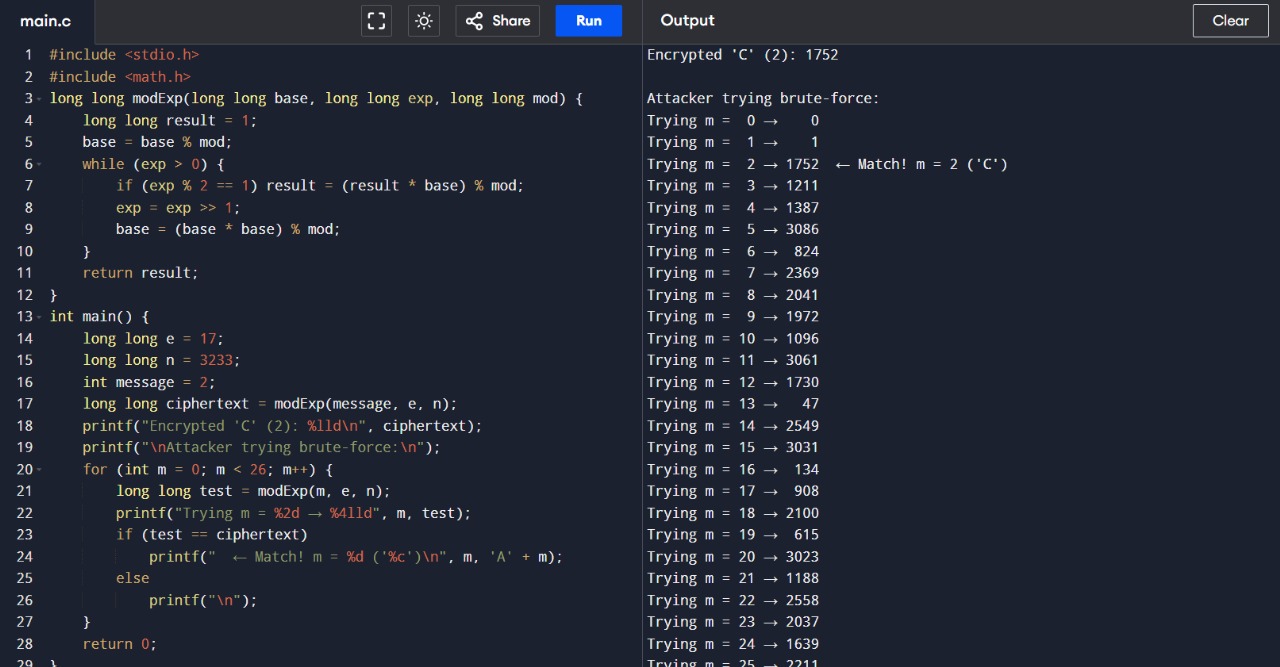 main.c
Share
Run
Output
Clear
1 #include <stdio.h>
2 #include <math.h>
3 long long modExp(long long base, long long exp, long long mod) {
4     long long result = 1;
5     base = base % mod;
6     while (exp > 0) {
7         if (exp % 2 == 1) result = (result * base) % mod;
8         exp = exp >> 1;
9         base = (base * base) % mod;
10     }
11     return result;
12 }
13 int main() {
14     long long e = 17;
15     long long n = 3233;
16     int message = 2;
17     long long ciphertext = modExp(message, e, n);
18     printf("Encrypted 'C' (2): %lld\n", ciphertext);
19     printf("\nAttacker trying brute-force:\n");
20     for (int m = 0; m < 26; m++) {
21         long long test = modExp(m, e, n);
22         printf("Trying m = %2d → %4lld", m, test);
23         if (test == ciphertext)
24             printf("  ← Match! m = %d ('%c')\n", m, 'A' + m);
25         else
26             printf("\n");
27     }
28     return 0;
29 }
Encrypted 'C' (2): 1752
Attacker trying brute-force:
Trying m =  0 →    0
Trying m =  1 →    1
Trying m =  2 → 1752  ← Match! m = 2 ('C')
Trying m =  3 → 1211
Trying m =  4 → 1387
Trying m =  5 → 3086
Trying m =  6 →  824
Trying m =  7 → 2369
Trying m =  8 → 2041
Trying m =  9 → 1972
Trying m = 10 → 1096
Trying m = 11 → 3061
Trying m = 12 → 1730
Trying m = 13 →   47
Trying m = 14 → 2549
Trying m = 15 → 3031
Trying m = 16 →  134
Trying m = 17 →  908
Trying m = 18 → 2100
Trying m = 19 →  615
Trying m = 20 → 3023
Trying m = 21 → 1188
Trying m = 22 → 2558
Trying m = 23 → 2037
Trying m = 24 → 1639
Trying m = 25 → 2211